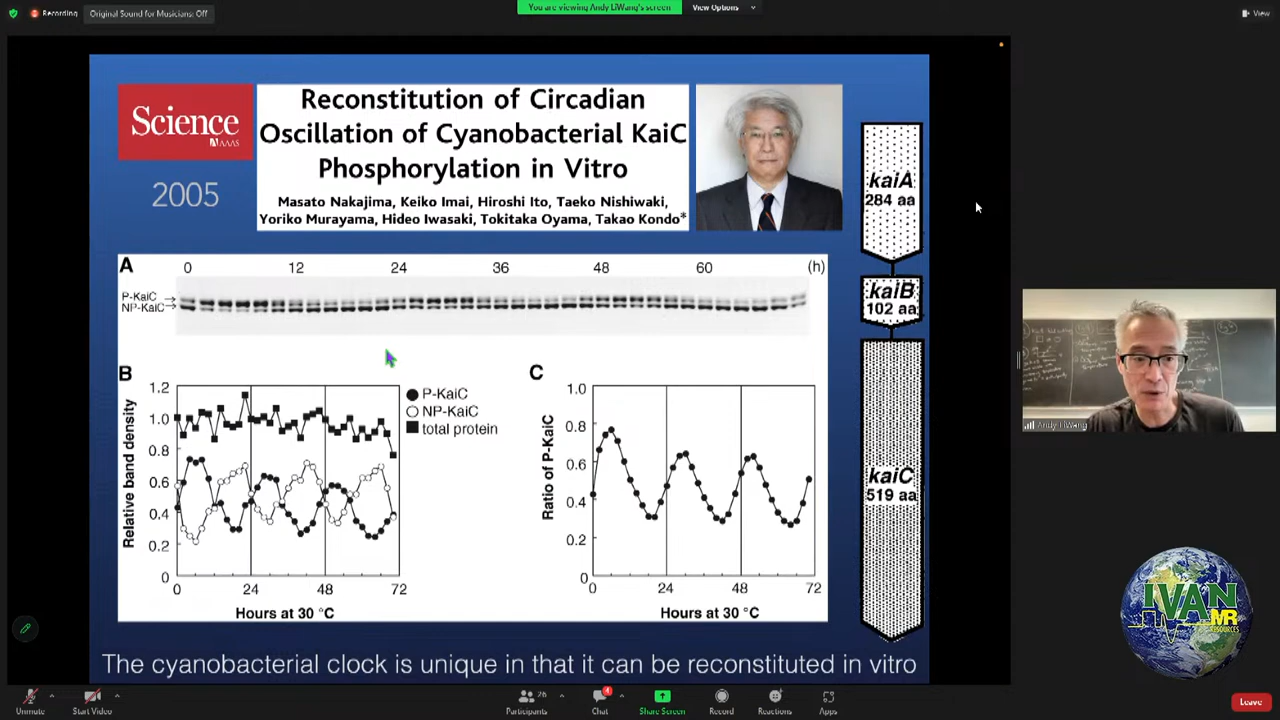 Recording
Original Sound for Musicians: Off
You are viewing Andy LiWang's screen
View Options
View
Science
AAAS
2005
Reconstitution of Circadian
Oscillation of Cyanobacterial KaiC
Phosphorylation in Vitro
Masato Nakajima, Keiko Imai, Hiroshi Ito, Taeko Nishiwaki,
Yoriko Murayama, Hideo Iwasaki, Tokitaka Oyama, Takao Kondo*
kaiA
284 aa
kaiB
102 aa
kaiC
519 aa
A
0 12 24 36 48 60 (h)
P-KaiC
NP-KaiC
B
Relative band density
1.2
1.0
0.8
0.6
0.4
0.2
0
0 24 48 72
Hours at 30 °C
P-KaiC
NP-KaiC
total protein
C
Ratio of P-KaiC
1.0
0.8
0.6
0.4
0.2
0
0 24 48 72
Hours at 30 °C
The cyanobacterial clock is unique in that it can be reconstituted in vitro
Andy LiWang
IVAN
MR
RESOURCES
Unmute
Start Video
Participants
26
Chat
4
Share Screen
Record
Reactions
Apps
Leave